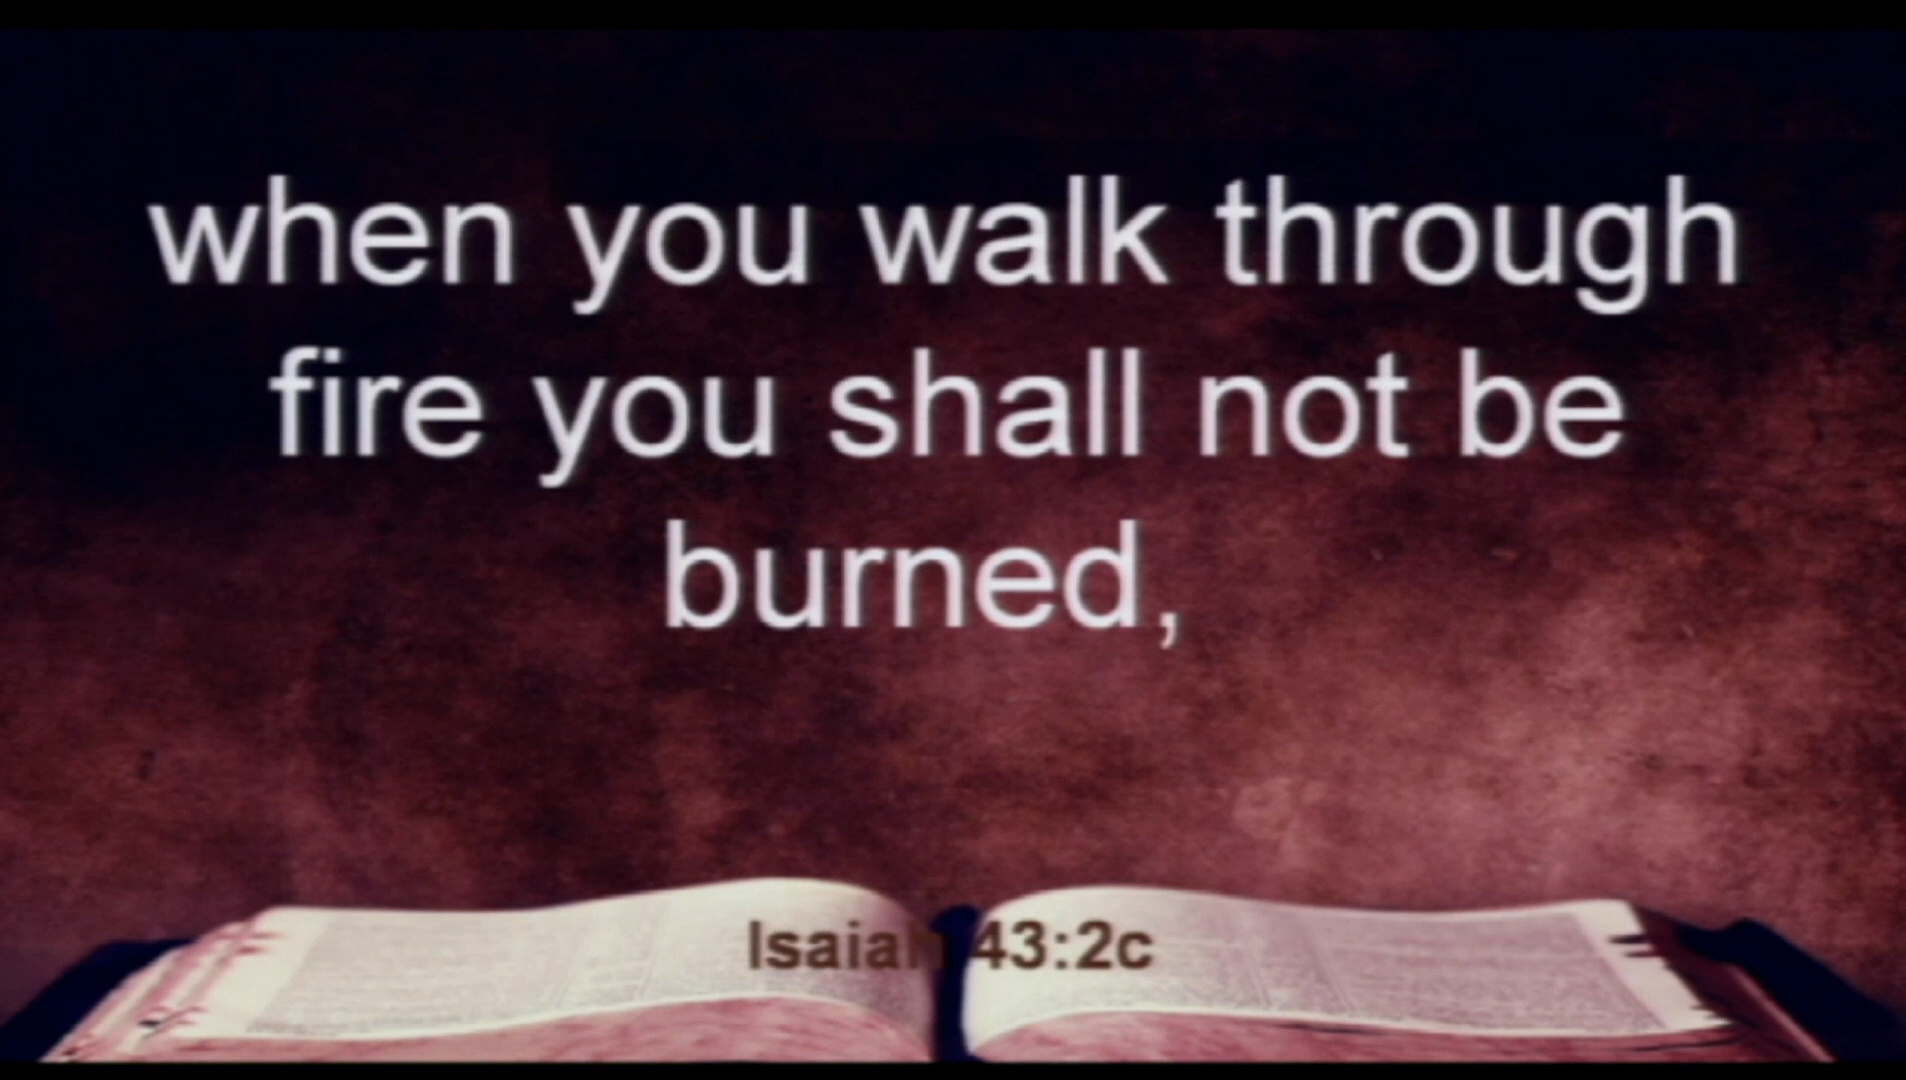 when you walk through
fire you shall not be
burned,
Isaiah 43:2c